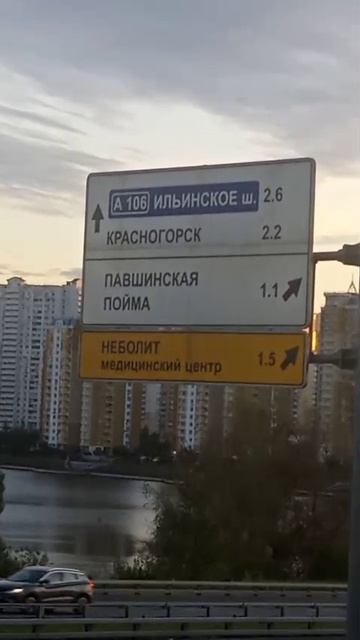 А 106 ИЛЬИНСКОЕ ш. 2.6
КРАСНОГОРСК 2.2
ПАВШИНСКАЯ
ПОЙМА 1.1
НЕБОЛИТ
медицинский центр 1.5